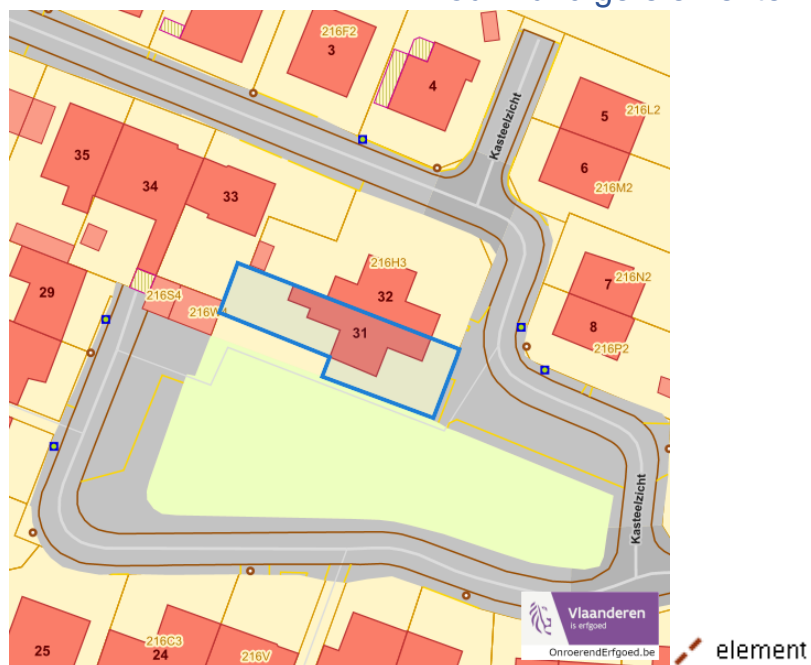 216F2
3
4
Kasteelzicht
5
216L2
6
216M2
35
34
33
216H3
32
7
216N2
29
216S4
31
8
216P2
Kasteelzicht
Vlaanderen
is erfgoed
OnroerendErfgoed.be
element
25
216C3
24
216V